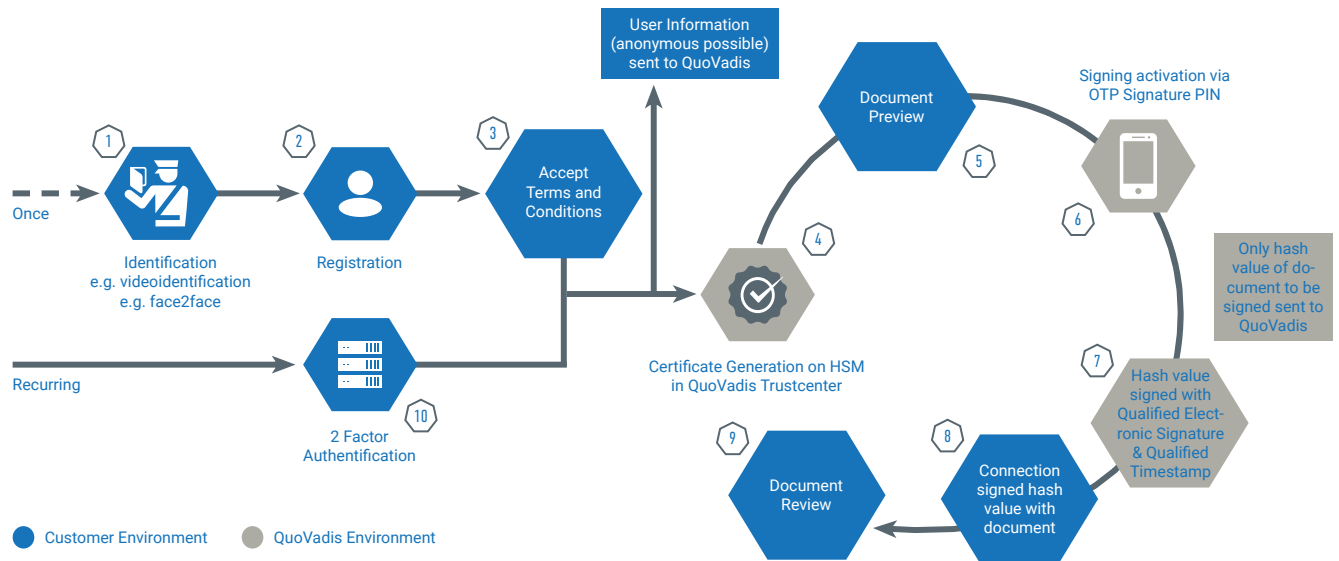 User Information
(anonymous possible)
sent to QuoVadis
1
2
3
Once
Identification
e.g. videoidentification
e.g. face2face
Registration
Accept
Terms and
Conditions
Recurring
10
2 Factor
Authentification
4
Certificate Generation on HSM
in QuoVadis Trustcenter
Document
Preview
5
Signing activation via
OTP Signature PIN
6
Only hash
value of do-
cument to be
signed sent to
QuoVadis
7
Hash value
signed with
Qualified Elect-
ronic Signature
& Qualified
Timestamp
8
Connection
signed hash
value with
document
9
Document
Review
Customer Environment
QuoVadis Environment